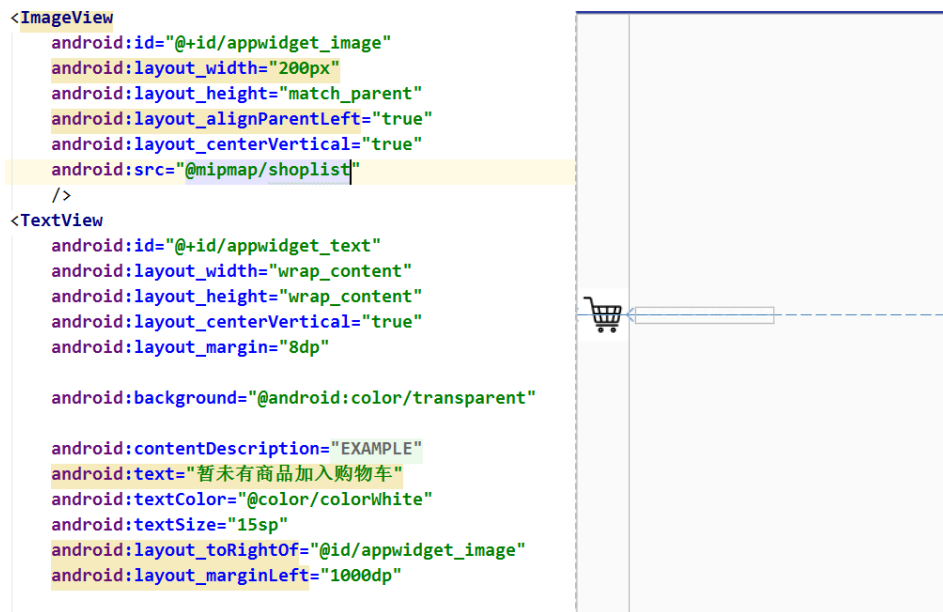 <ImageView
android:id="@+id/appwidget_image"
android:layout_width="200px"
android:layout_height="match_parent"
android:layout_alignParentLeft="true"
android:layout_centerVertical="true"
android:src="@mipmap/shoplist"
/>
<TextView
android:id="@+id/appwidget_text"
android:layout_width="wrap_content"
android:layout_height="wrap_content"
android:layout_centerVertical="true"
android:layout_margin="8dp"
android:background="@android:color/transparent"
android:contentDescription="EXAMPLE"
android:text="暂未有商品加入购物车"
android:textColor="@color/colorWhite"
android:textSize="15sp"
android:layout_toRightOf="@id/appwidget_image"
android:layout_marginLeft="1000dp"